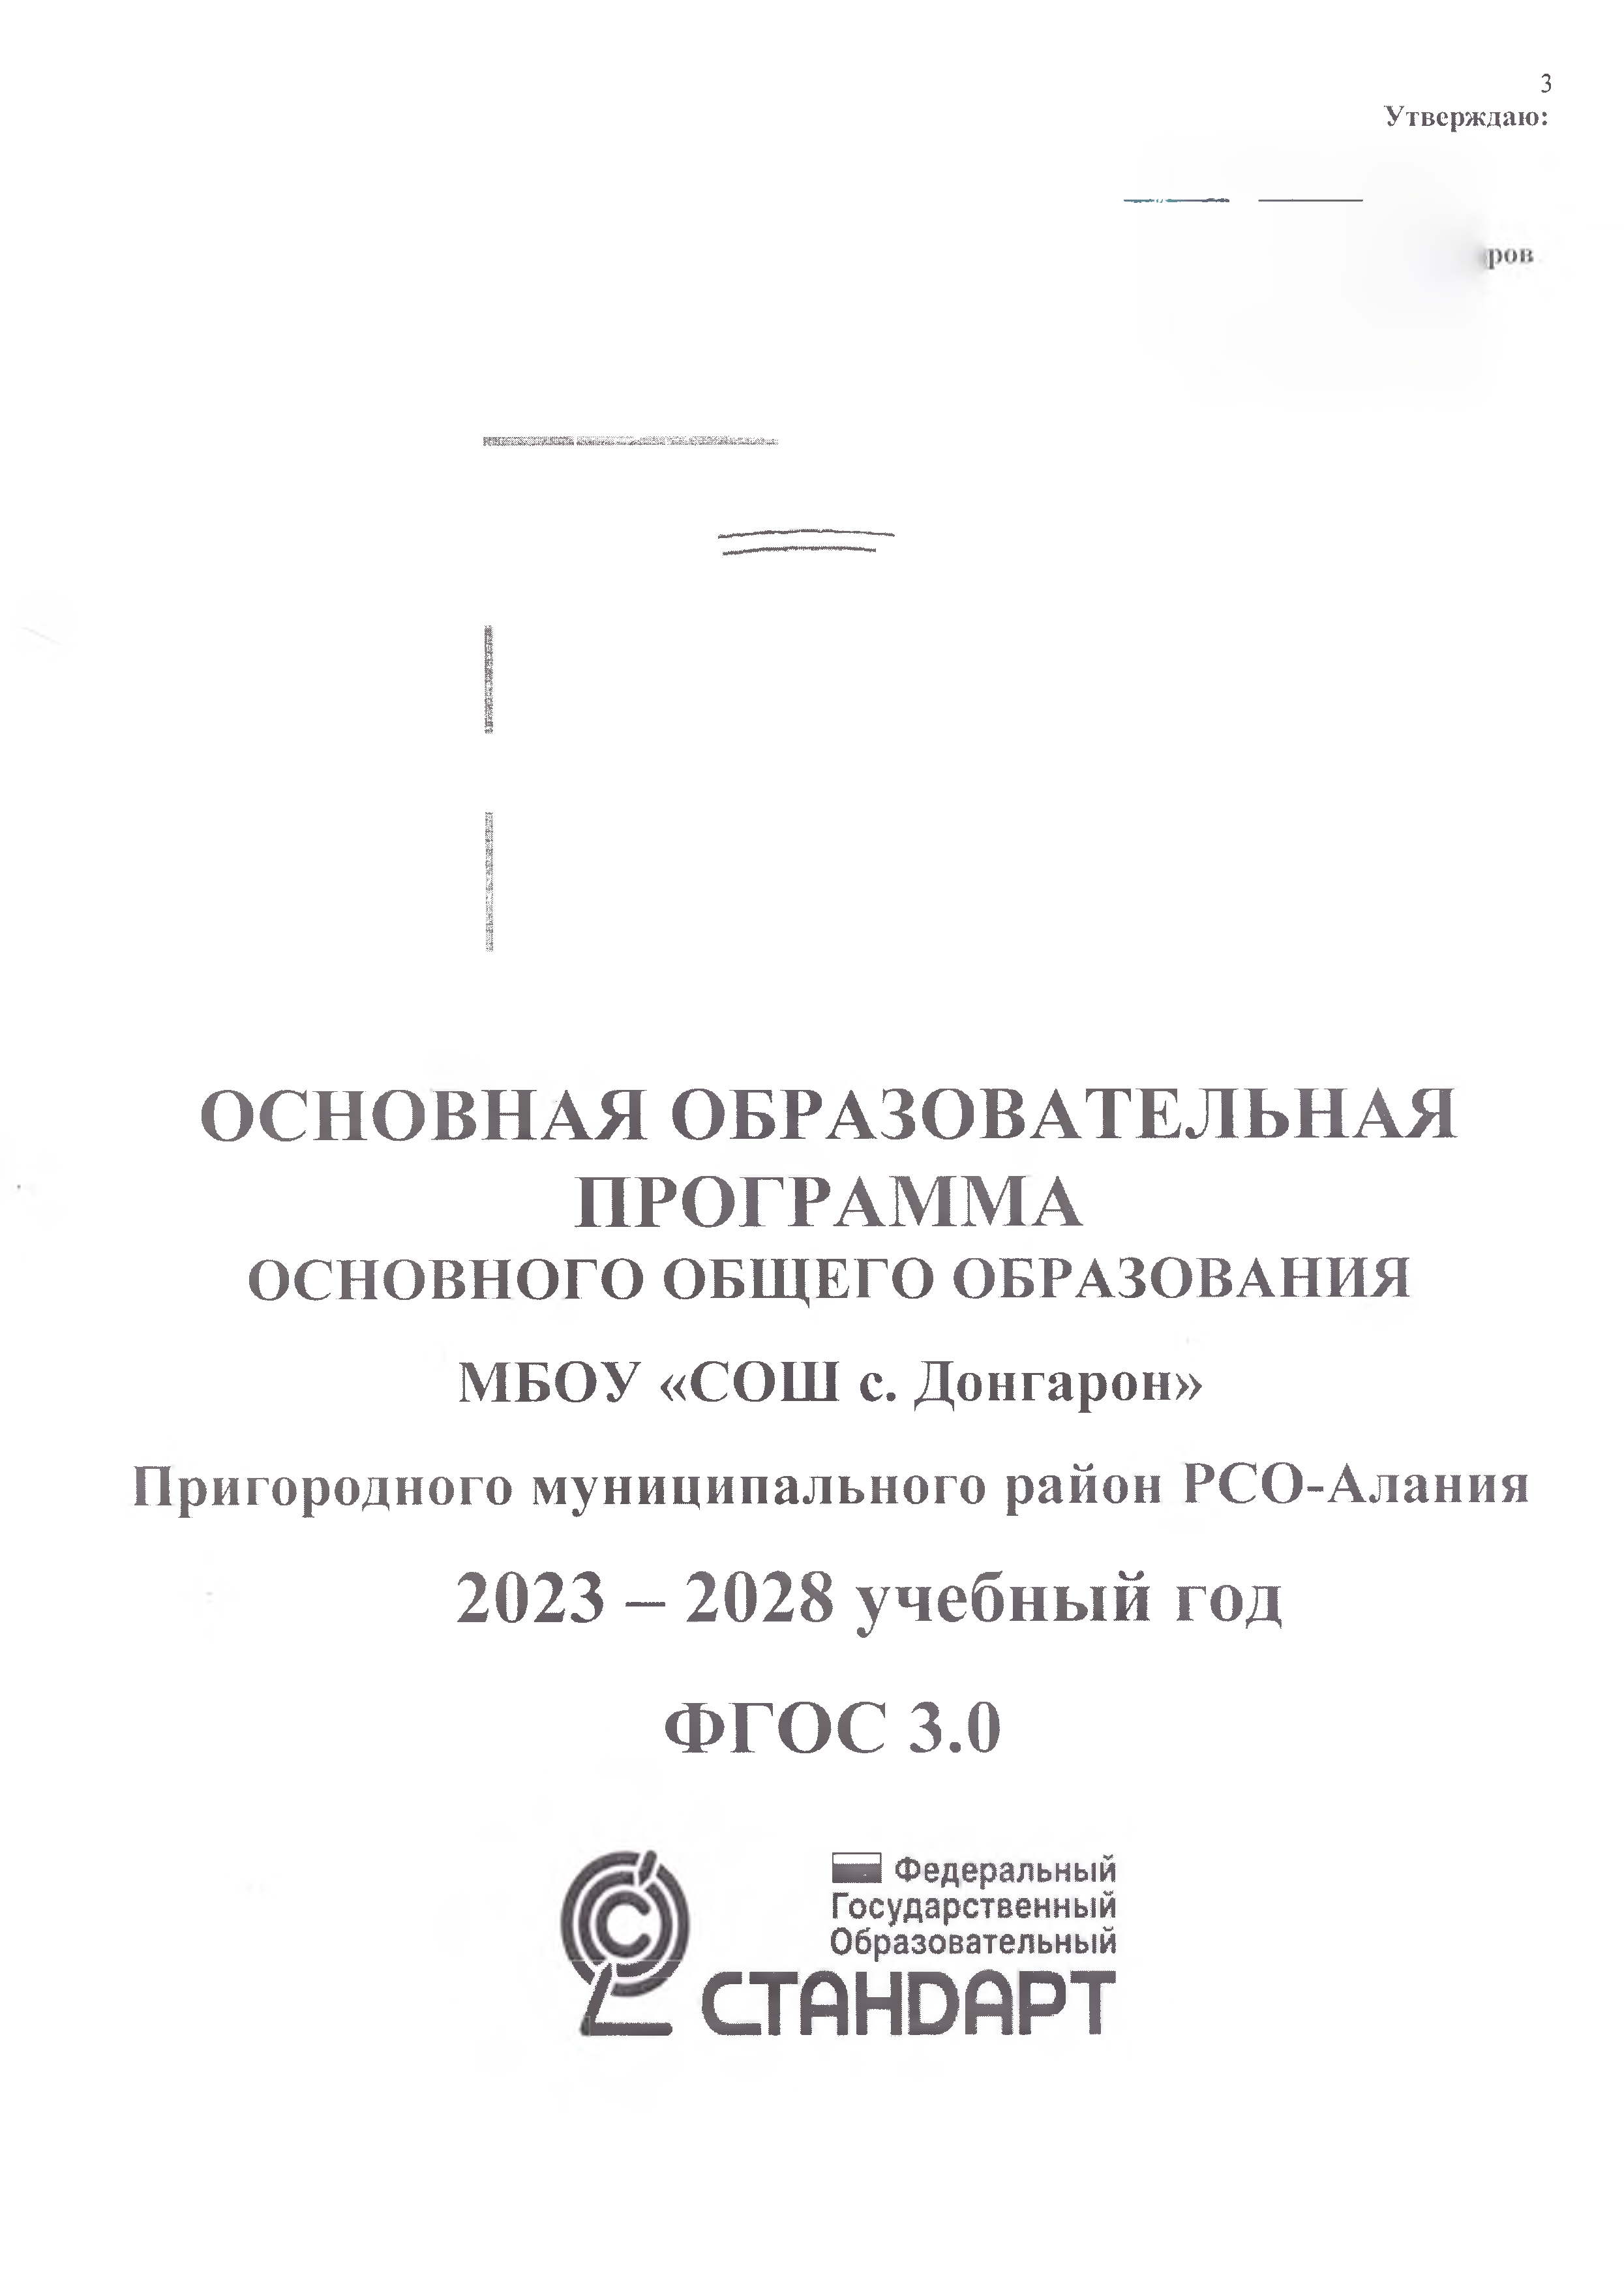 3
Утверждаю:
ОСНОВНАЯ ОБРАЗОВАТЕЛЬНАЯ
ПРОГРАММА
ОСНОВНОГО ОБЩЕГО ОБРАЗОВАНИЯ
МБОУ «СОШ с. Донгарон»
Пригородного муниципального район РСО-Алания
2023 – 2028 учебный год
ФГОС 3.0
Федеральный
Государственный
Образовательный
СТАНДАРТ